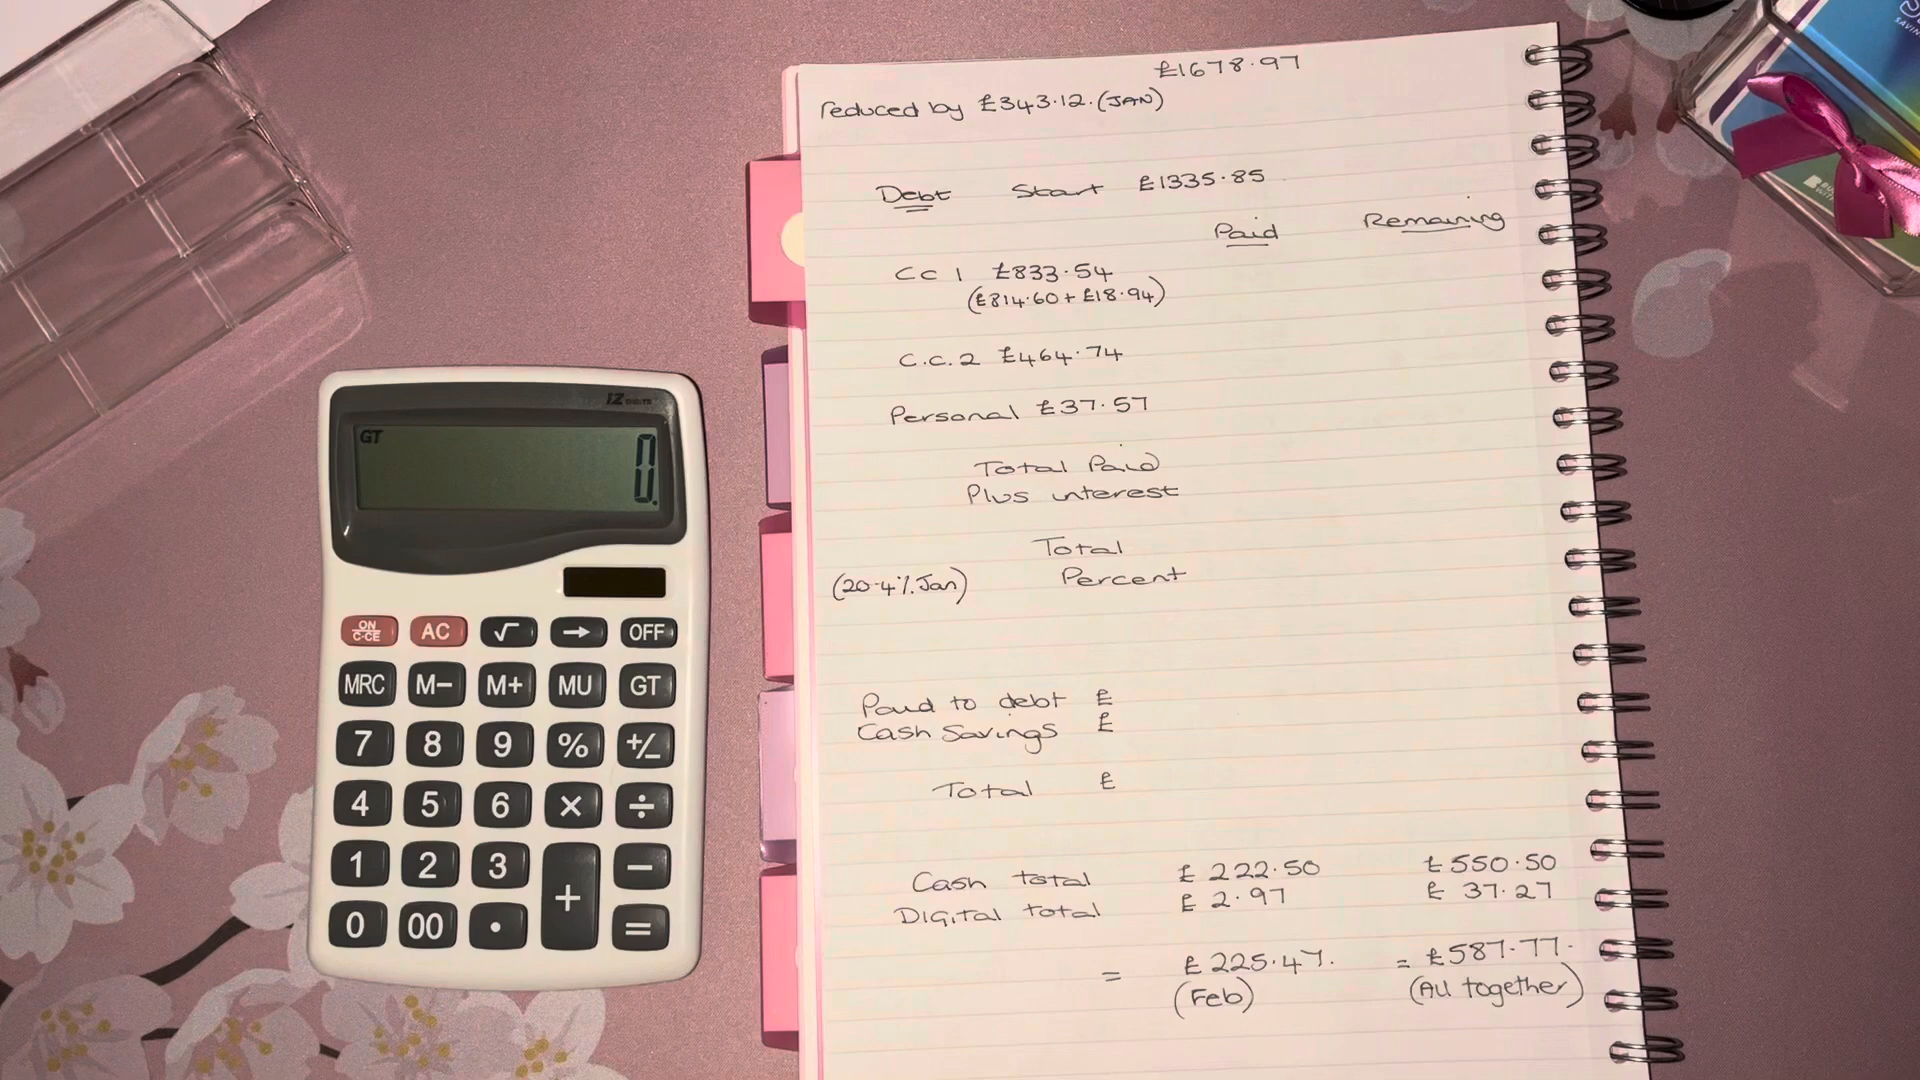 £1678.97
reduced by £343.12.(JAN)
Debt Start £1335.85
Paid Remaining
CC 1 £833.54
(£814.60 + £18.94)
C.C.2 £464.74
Personal £37.57
Total Paid
Plus interest
Total
(20.4% Jan) Percent
Paid to debt £
Cash Savings £
Total £
Cash total £ 222.50 £550.50
Digital total £ 2.97 £ 37.27
= £225.47. = £587.77.
(Feb) (All together)
12 DIGITS
GT
0.
ON/C·CE AC √ → OFF
MRC M− M+ MU GT
7 8 9 % +/−
4 5 6 × ÷
1 2 3 + −
0 00 • =